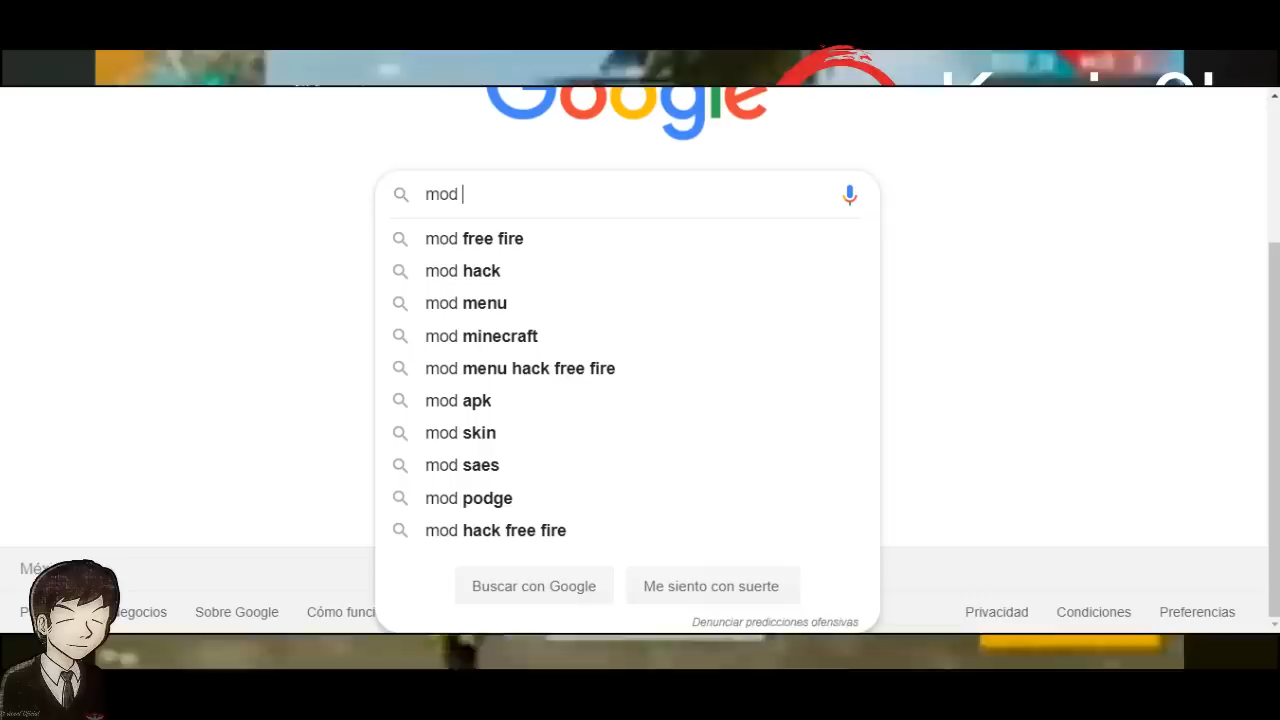 Google
mod
mod free fire
mod hack
mod menu
mod minecraft
mod menu hack free fire
mod apk
mod skin
mod saes
mod podge
mod hack free fire
Buscar con Google
Me siento con suerte
Denunciar predicciones ofensivas
Méx
egocios
Sobre Google
Cómo funci
Privacidad
Condiciones
Preferencias